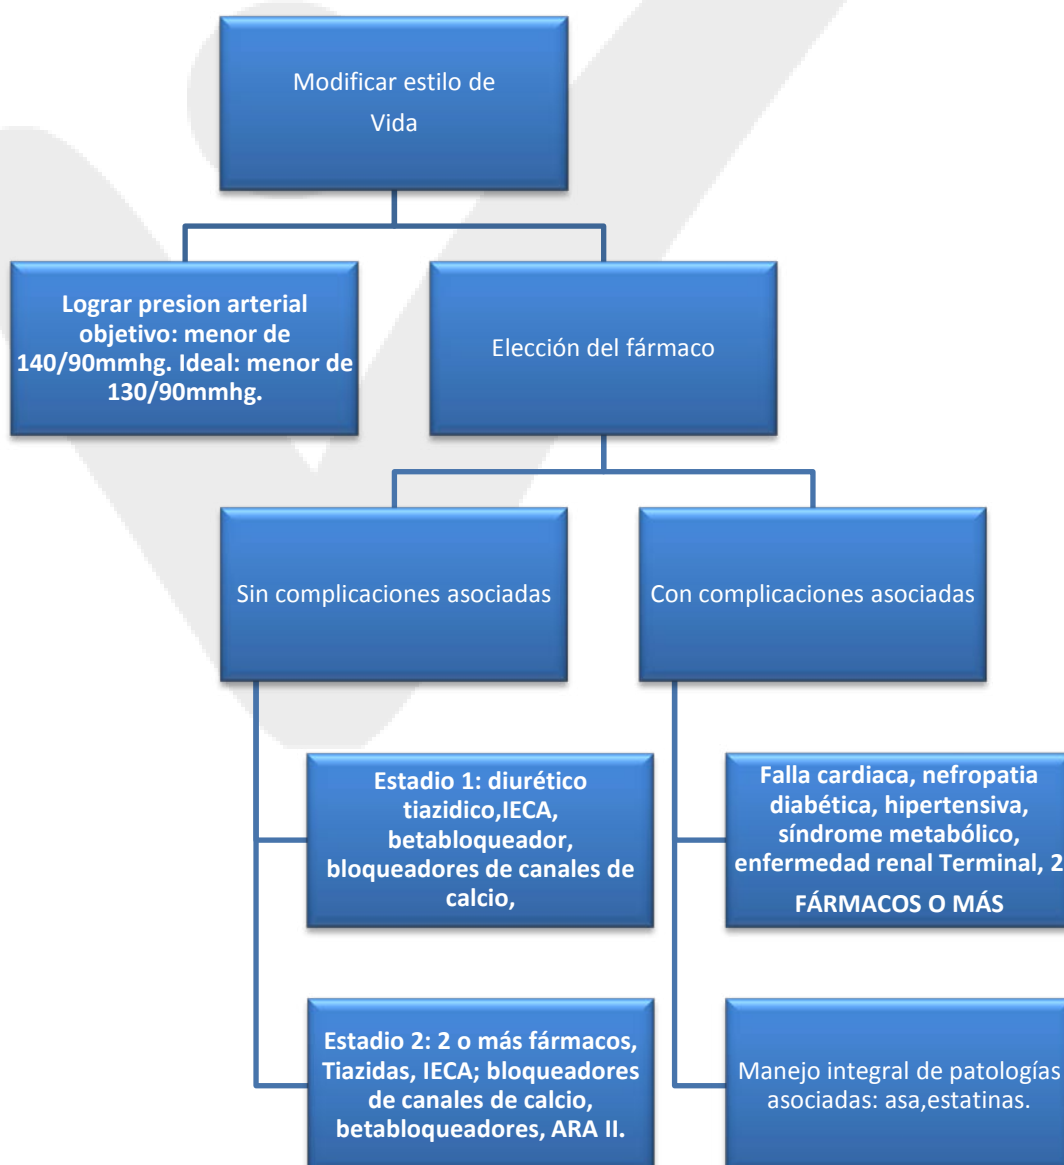 Modificar estilo de
Vida
Lograr presion arterial
objetivo: menor de
140/90mmhg. Ideal: menor de
130/90mmhg.
Elección del fármaco
Sin complicaciones asociadas
Con complicaciones asociadas
Estadio 1: diurético
tiazidico,IECA,
betabloqueador,
bloqueadores de canales de
calcio,
Falla cardiaca, nefropatia
diabética, hipertensiva,
síndrome metabólico,
enfermedad renal Terminal, 2
FÁRMACOS O MÁS
Estadio 2: 2 o más fármacos,
Tiazidas, IECA; bloqueadores
de canales de calcio,
betabloqueadores, ARA II.
Manejo integral de patologías
asociadas: asa,estatinas.